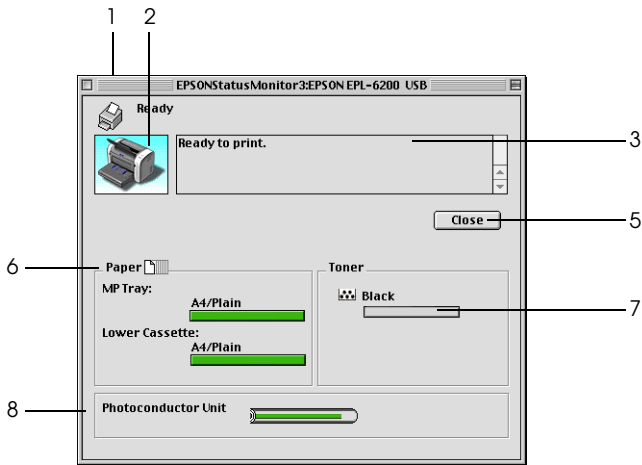 1 2
EPSONStatusMonitor3:EPSON EPL-6200 USB
Ready
Ready to print.
3
Close
5
6
Paper
Toner
MP Tray:
A4/Plain
Black
7
Lower Cassette:
A4/Plain
8
Photoconductor Unit